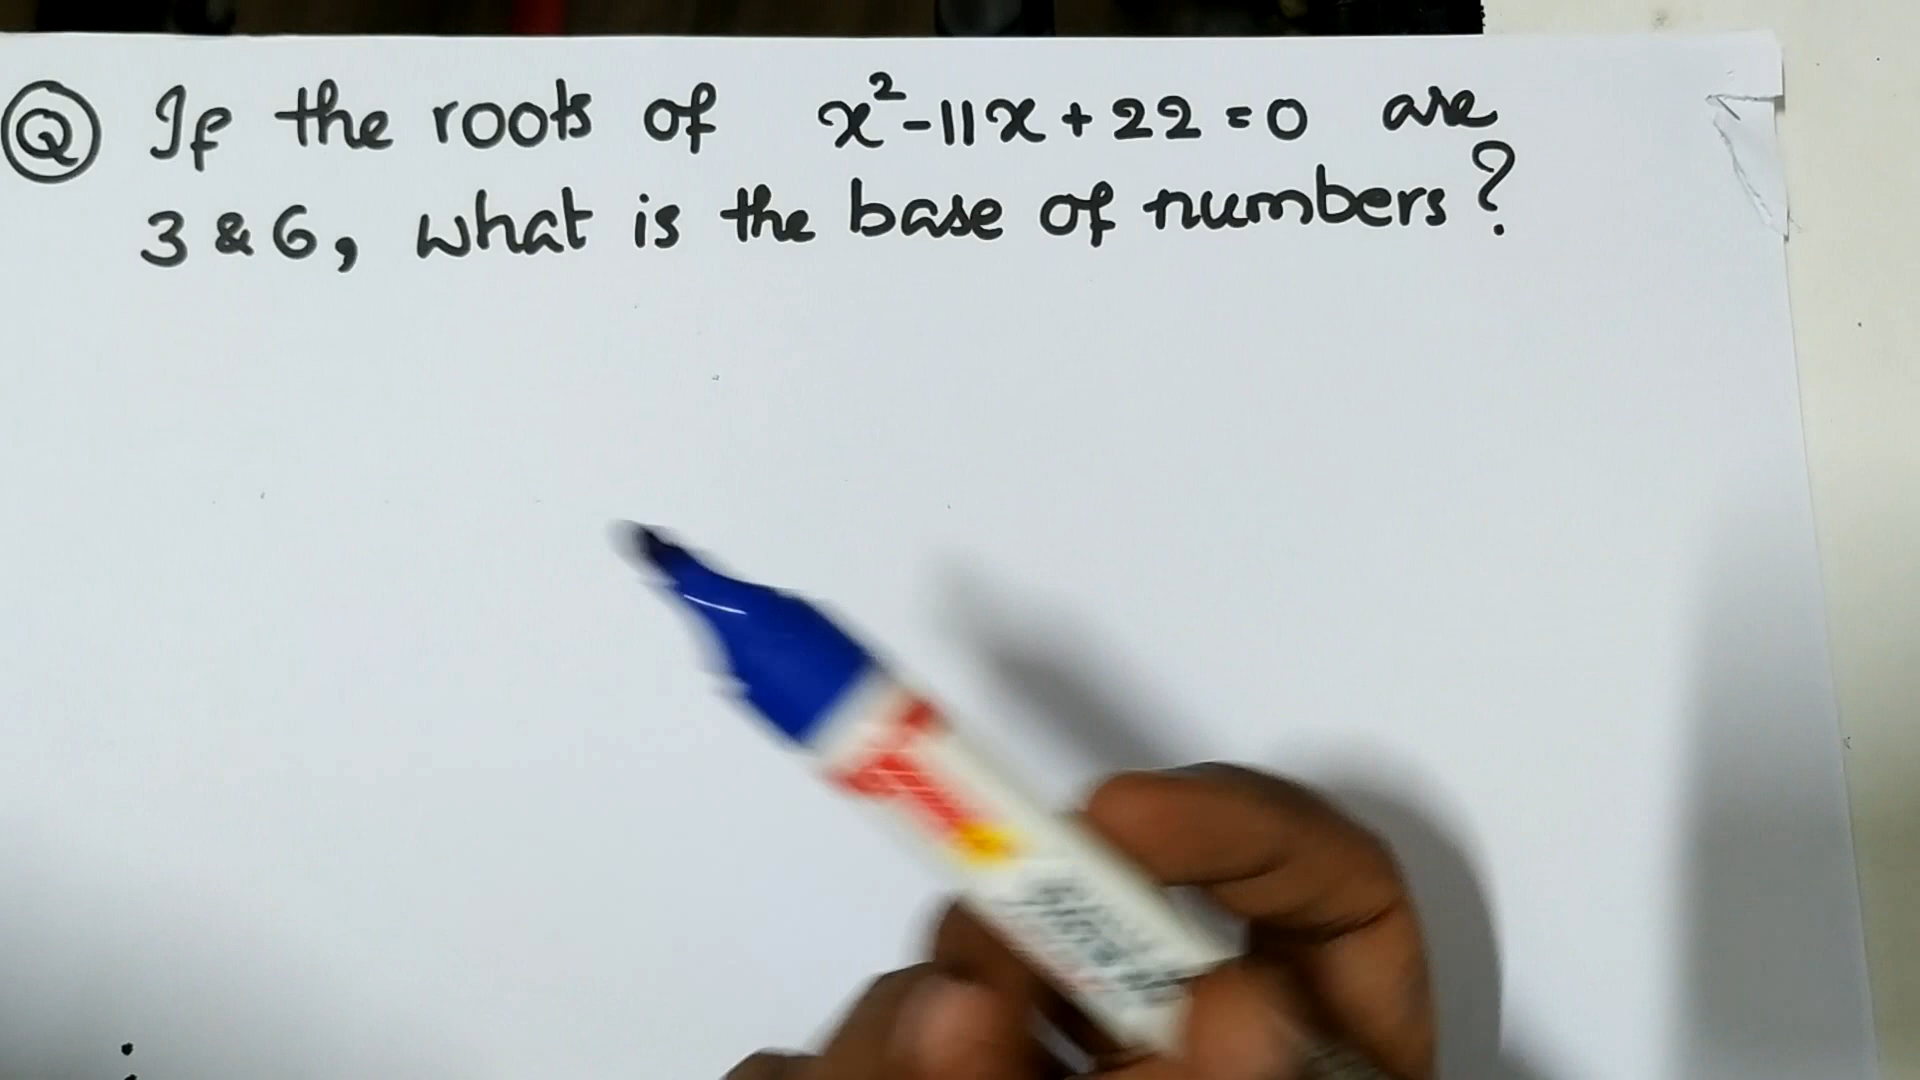 Q If the roots of x²-11x+22=0 are
3 & 6, what is the base of numbers?